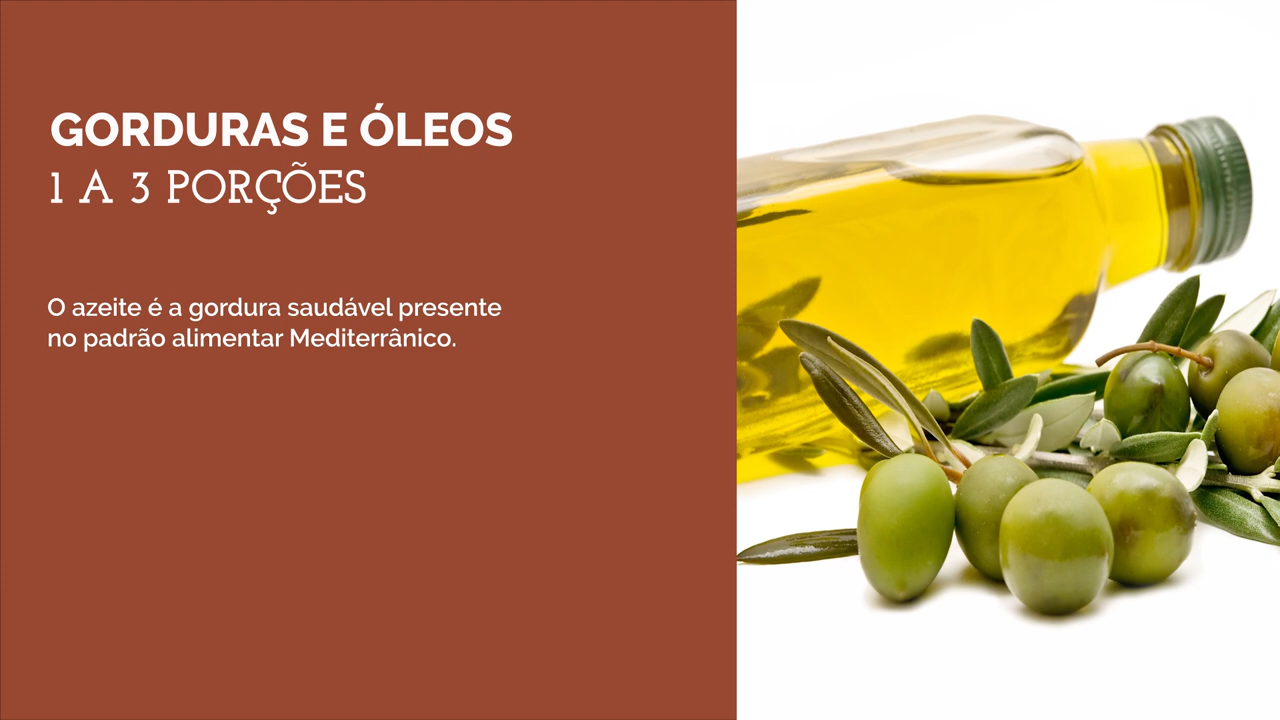 GORDURAS E ÓLEOS
1 A 3 PORÇÕES
O azeite é a gordura saudável presente
no padrão alimentar Mediterrânico.